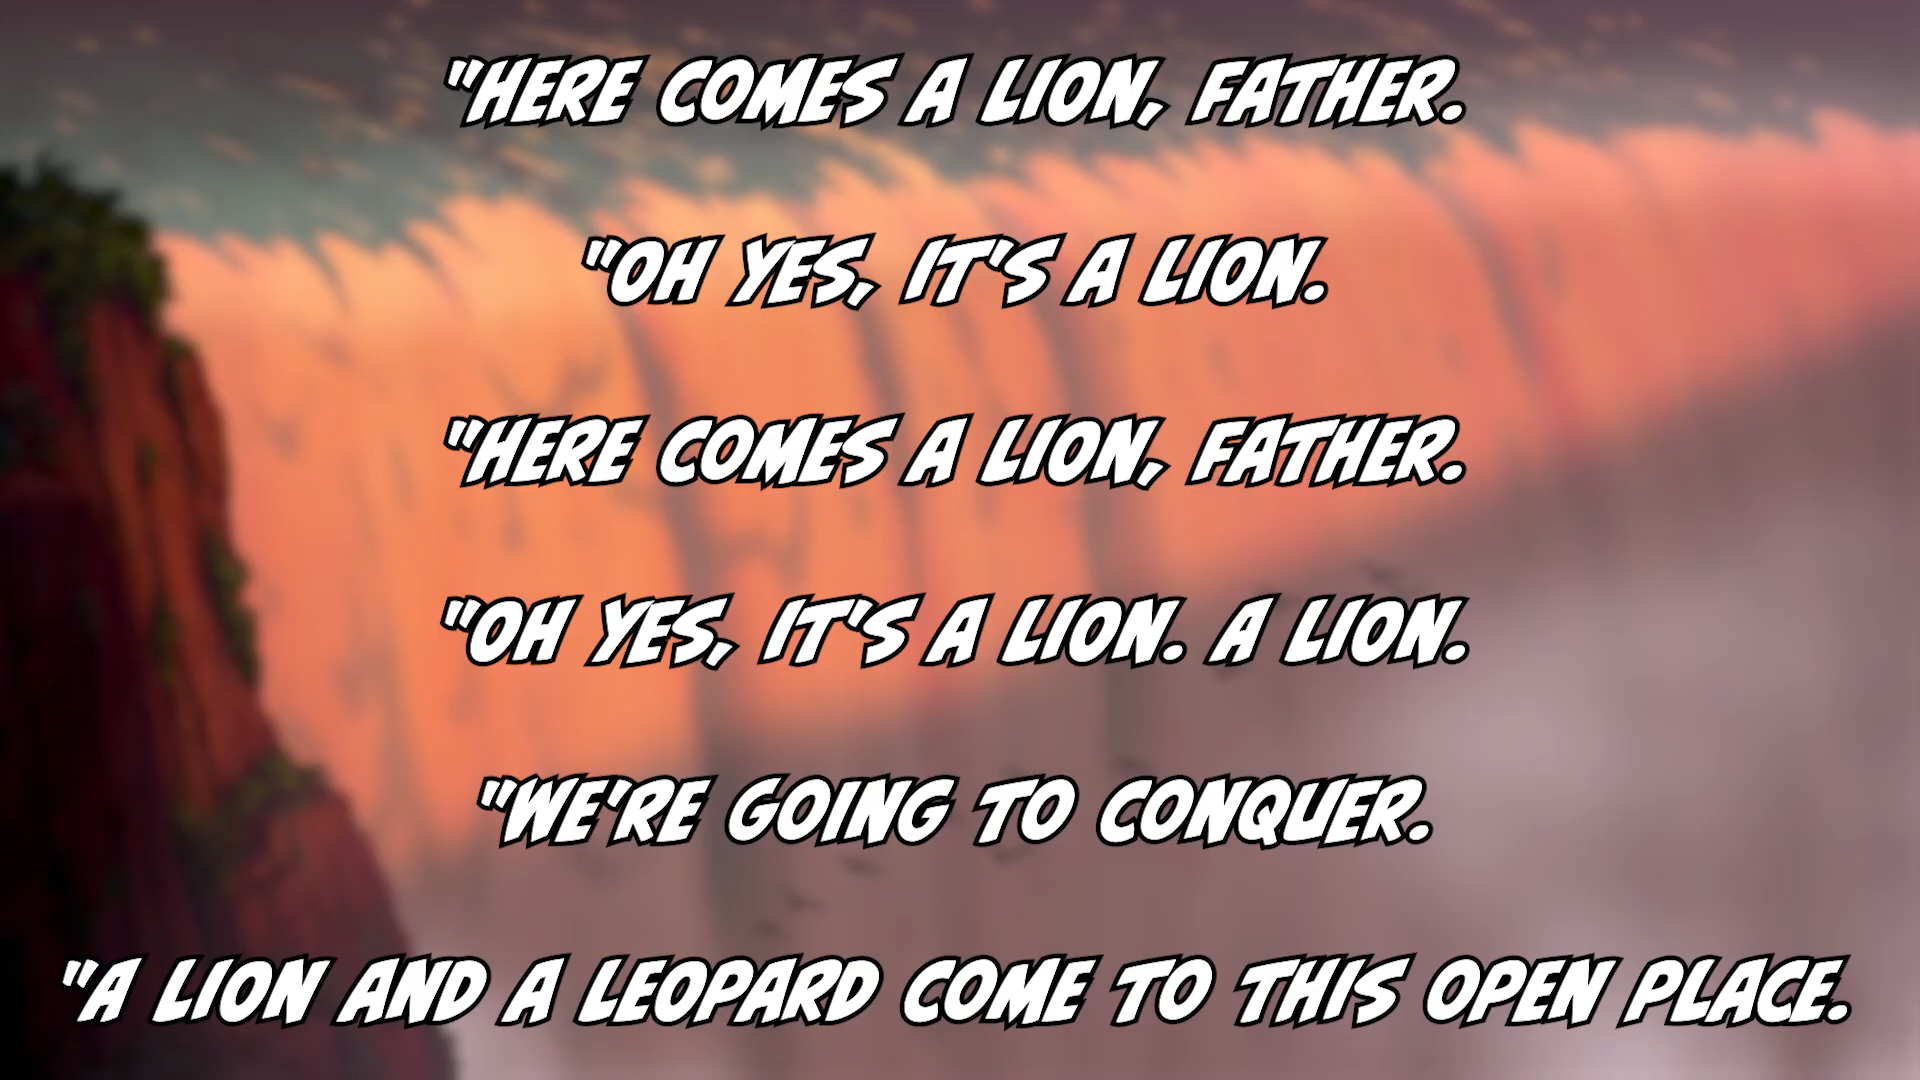 "HERE COMES A LION, FATHER.
"OH YES, IT'S A LION.
"HERE COMES A LION, FATHER.
"OH YES, IT'S A LION. A LION.
"WE'RE GOING TO CONQUER.
"A LION AND A LEOPARD COME TO THIS OPEN PLACE.